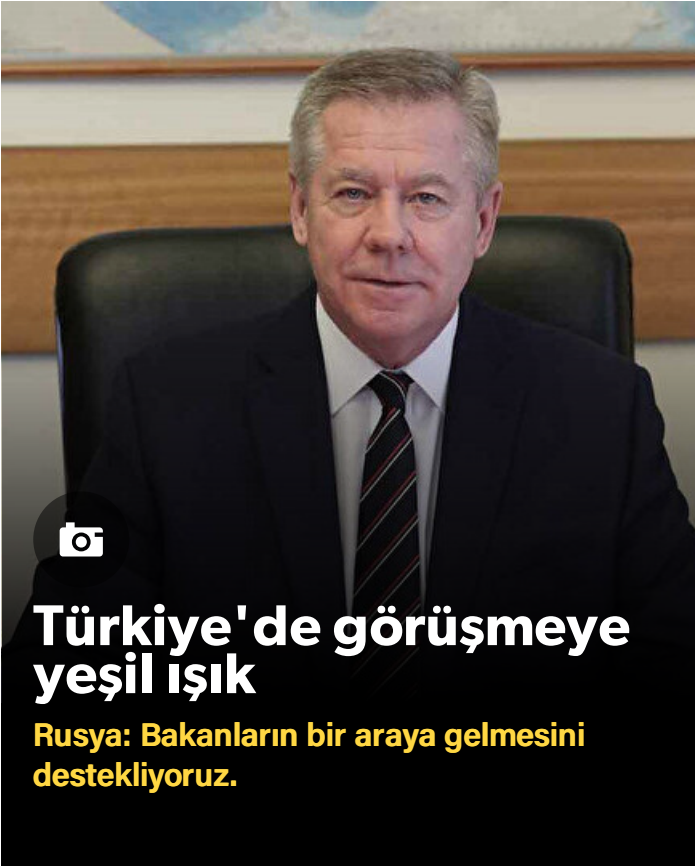 Türkiye'de görüşmeye
yeşil ışık
Rusya: Bakanların bir araya gelmesini
destekliyoruz.